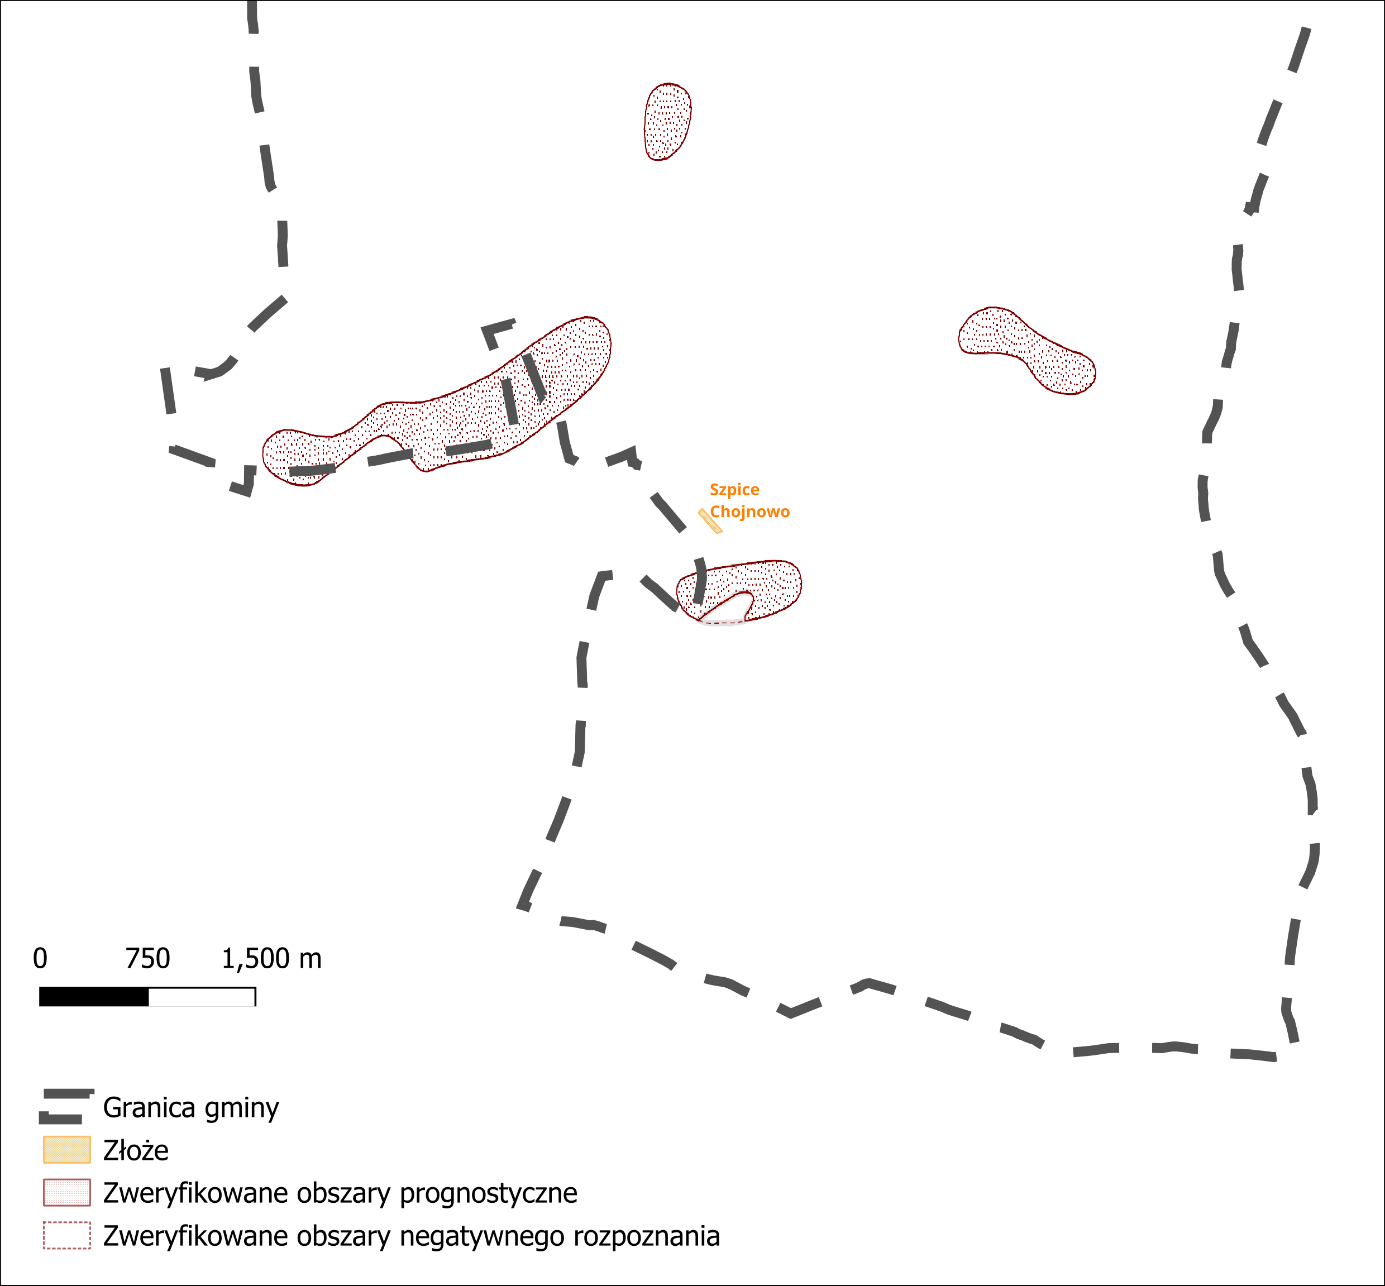 Szpice
Chojnowo
0 750 1,500 m
Granica gminy
Złoże
Zweryfikowane obszary prognostyczne
Zweryfikowane obszary negatywnego rozpoznania